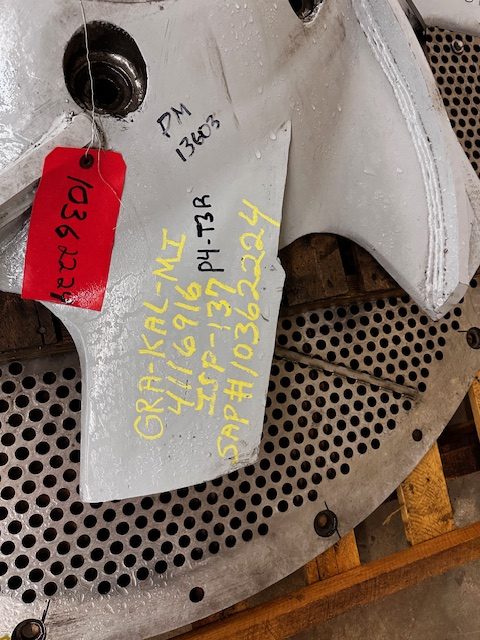 PM
13603
10362224
P4-T3R
GRA-KAL-MI
4116916
ISP-137
SAP#10362224